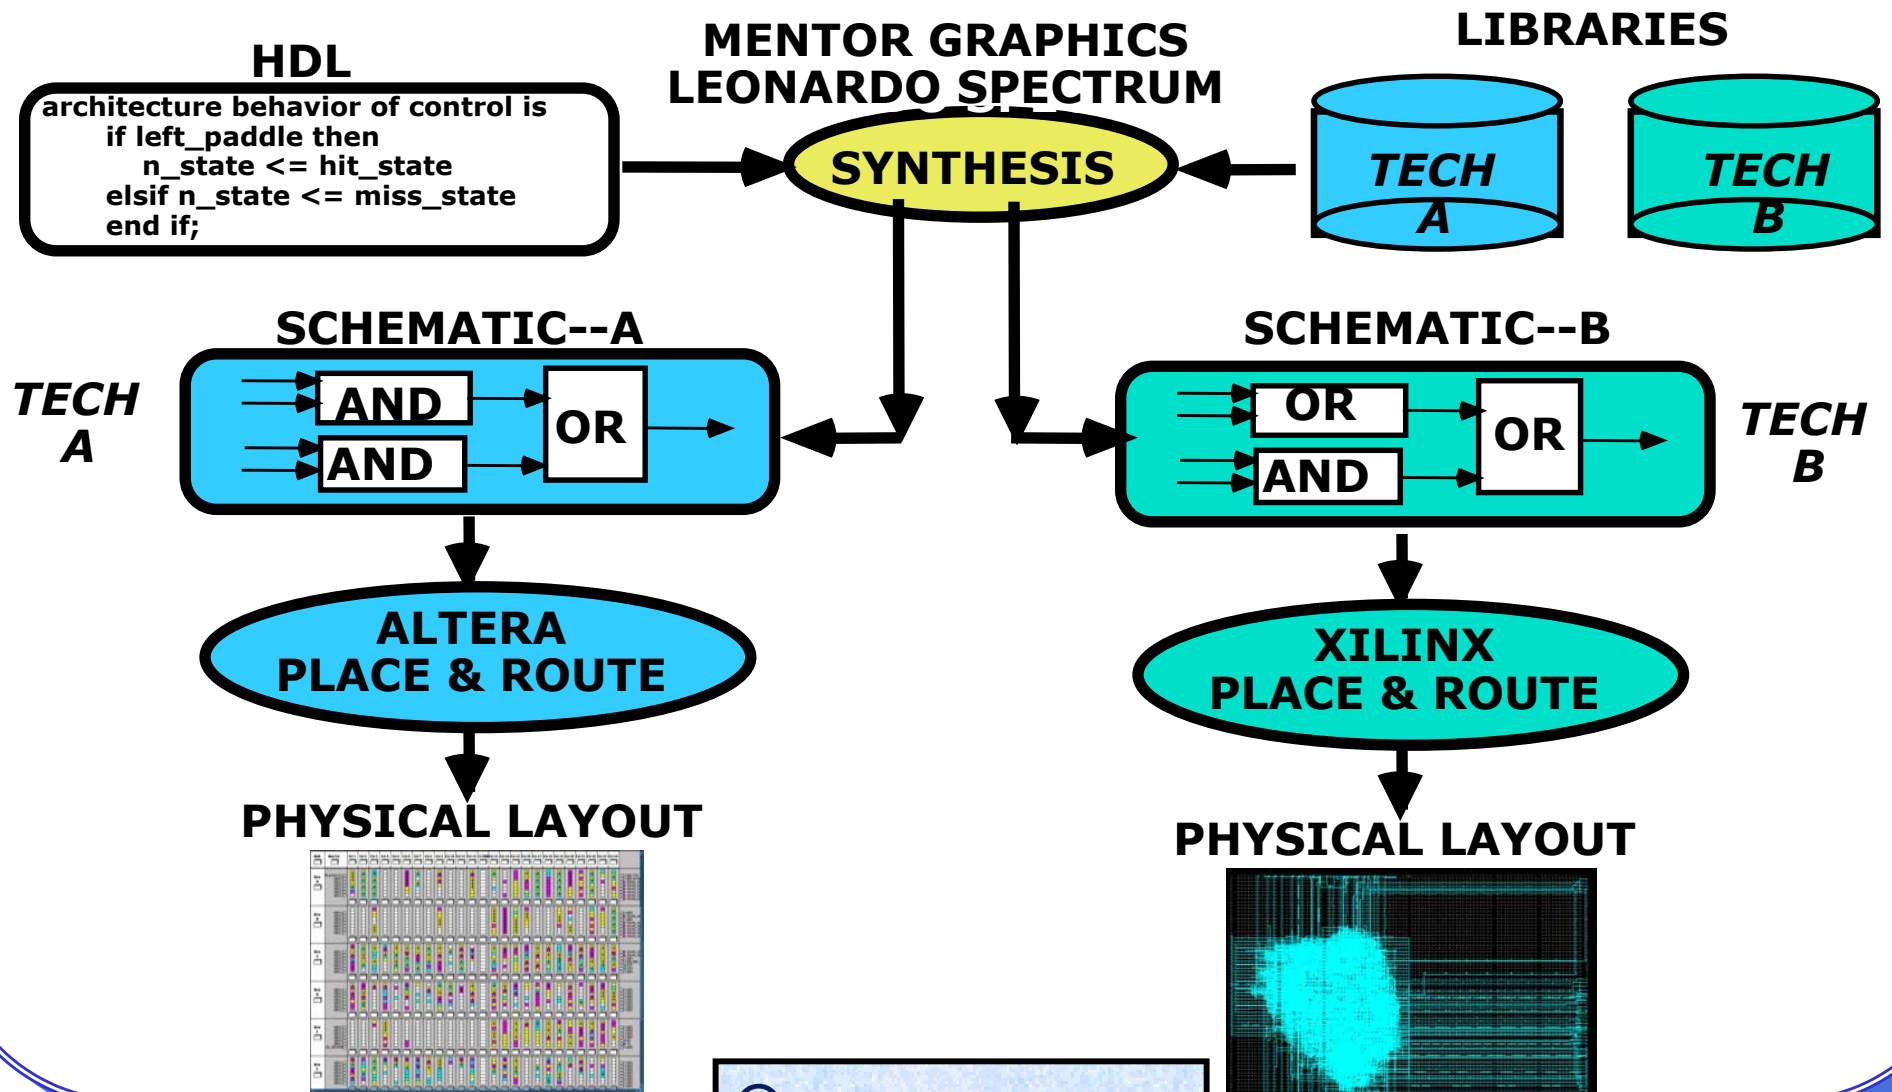 HDL
architecture behavior of control is
if left_paddle then
n_state <= hit_state
elsif n_state <= miss_state
end if;
MENTOR GRAPHICS
LEONARDO SPECTRUM
SYNTHESIS
LIBRARIES
TECH
A
TECH
B
SCHEMATIC--A
TECH
A
AND
AND
OR
SCHEMATIC--B
OR
AND
OR
TECH
B
ALTERA
PLACE & ROUTE
XILINX
PLACE & ROUTE
PHYSICAL LAYOUT
PHYSICAL LAYOUT